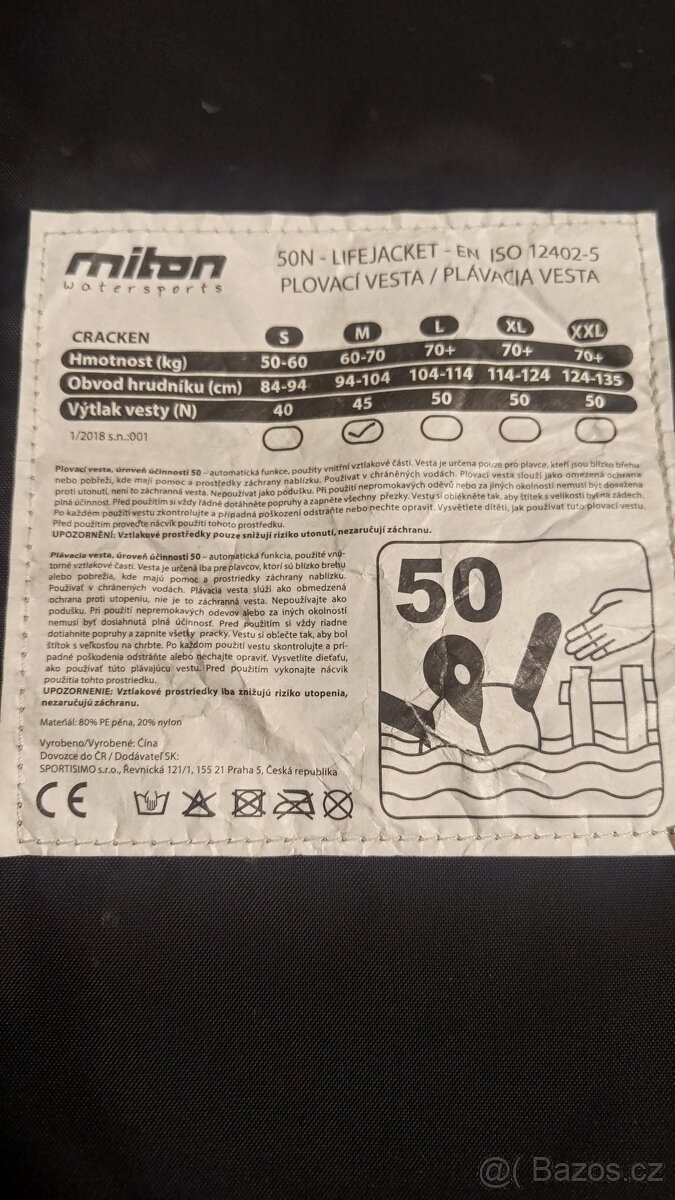 miton
watersports
50N - LIFEJACKET - EN ISO 12402-5
PLOVACÍ VESTA / PLÁVACIA VESTA
CRACKEN S M L XL XXL
Hmotnost (kg) 50-60 60-70 70+ 70+ 70+
Obvod hrudníku (cm) 84-94 94-104 104-114 114-124 124-135
Výtlak vesty (N) 40 45 50 50 50
1/2018 s.n.:001
Plovací vesta, úroveň účinnosti 50 – automatická funkce, použity vnitřní vztlakové části. Vesta je určena pouze pro plavce, kteří jsou blízko břehu
nebo pobřeží, kde mají pomoc a prostředky záchrany nablízku. Používat v chráněných vodách. Plovací vesta slouží jako omezená ochrana
proti utonutí, není to záchranná vesta. Nepoužívat jako podušku. Při použití nepromokavých oděvů nebo za jiných okolností nemusí být dosažena
plná účinnost. Před použitím si vždy řádně dotáhněte popruhy a zapněte všechny přezky. Vestu si oblékněte tak, aby štítek s velikostí byl na zádech.
Po každém použití vestu zkontrolujte a případná poškození odstraňte nebo nechte opravit. Vysvětlete dítěti, jak používat tuto plovací vestu.
Před použitím proveďte nácvik použití tohoto prostředku.
UPOZORNĚNÍ: Vztlakové prostředky pouze snižují riziko utonutí, nezaručují záchranu.
Plávacia vesta, úroveň účinnosti 50 – automatická funkcia, použité vnú-
torné vztlakové časti. Vesta je určená iba pre plavcov, ktorí sú blízko brehu
alebo pobrežia, kde majú pomoc a prostriedky záchrany nablízku.
Používať v chránených vodách. Plávacia vesta slúži ako obmedzená
ochrana proti utopeniu, nie je to záchranná vesta. Nepoužívajte ako
podušku. Pri použití nepremokavých odevov alebo za iných okolností
nemusí byť dosiahnutá plná účinnosť. Pred použitím si vždy riadne
dotiahnite popruhy a zapnite všetky pracky. Vestu si oblečte tak, aby bol
štítok s veľkosťou na chrbte. Po každom použití vestu skontrolujte a prí-
padné poškodenia odstráňte alebo nechajte opraviť. Vysvetlite dieťaťu,
ako používať túto plávajúcu vestu. Pred použitím vykonajte nácvik
použitia tohto prostriedku.
UPOZORNENIE: Vztlakové prostriedky iba znižujú riziko utopenia,
nezaručujú záchranu.
50
Materiál: 80% PE pěna, 20% nylon
Vyrobeno/Vyrobené: Čína
Dovozce do ČR / Dodávateľ SK:
SPORTISIMO s.r.o., Řevnická 121/1, 155 21 Praha 5, Česká republika
CE
@( Bazos.cz